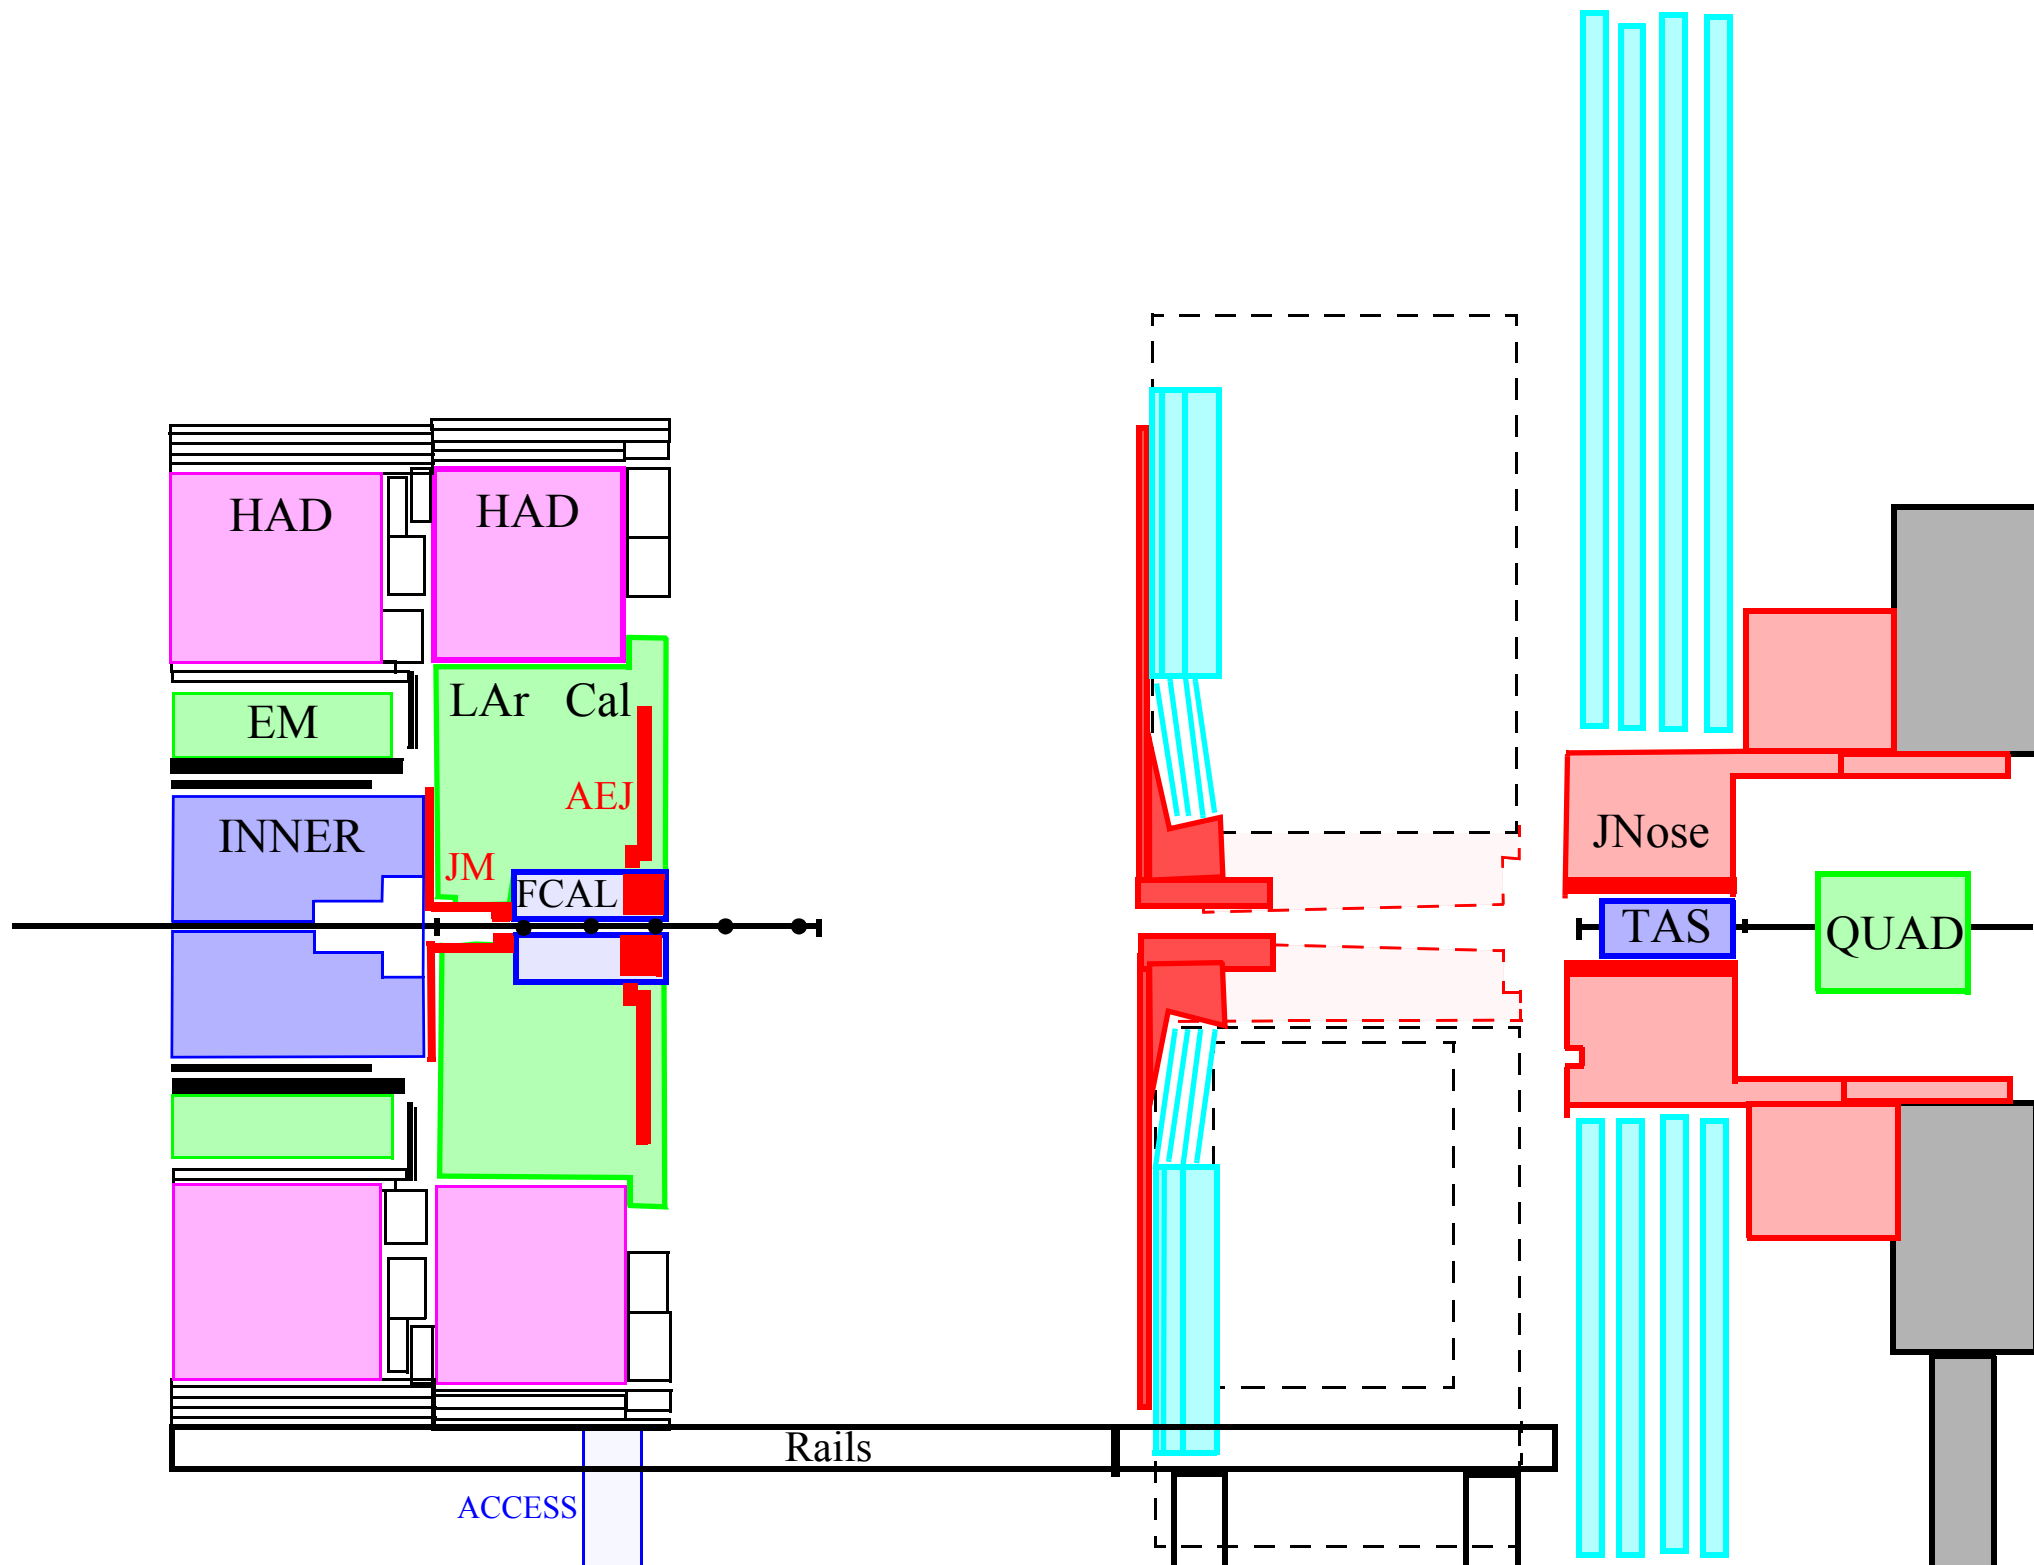 HAD
HAD
LAr Cal
EM
AEJ
INNER
JNose
JM
FCAL
TAS
QUAD
Rails
ACCESS